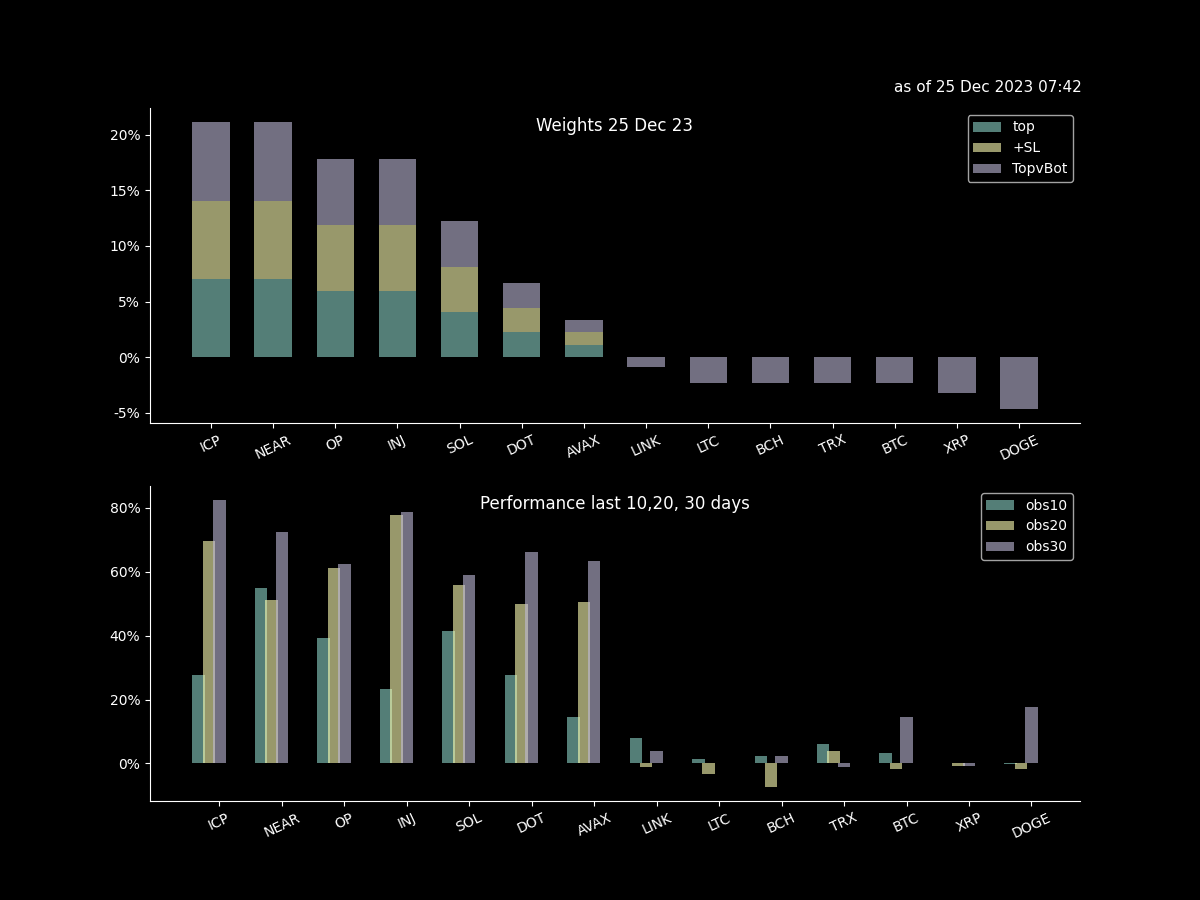 as of 25 Dec 2023 07:42
Weights 25 Dec 23
top
+SL
TopvBot
20%
15%
10%
5%
0%
-5%
ICP NEAR OP INJ SOL DOT AVAX LINK LTC BCH TRX BTC XRP DOGE
Performance last 10,20, 30 days
obs10
obs20
obs30
80%
60%
40%
20%
0%
ICP NEAR OP INJ SOL DOT AVAX LINK LTC BCH TRX BTC XRP DOGE